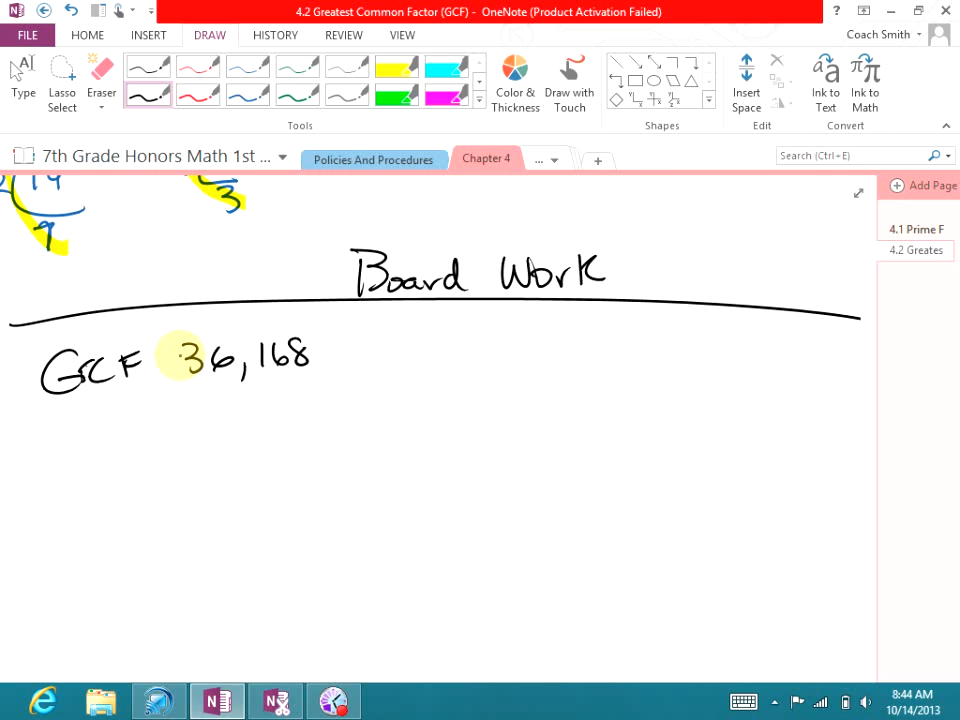 4.2 Greatest Common Factor (GCF) - OneNote (Product Activation Failed)
FILE HOME INSERT DRAW HISTORY REVIEW VIEW Coach Smith
Type Lasso Select Eraser Color & Thickness Draw with Touch Insert Space Ink to Text Ink to Math
Tools Shapes Edit Convert
7th Grade Honors Math 1st ... Policies And Procedures Chapter 4 ... Search (Ctrl+E)
Add Page
4.1 Prime F
4.2 Greates
3
9
Board Work
GCF 36, 168
8:44 AM
10/14/2013